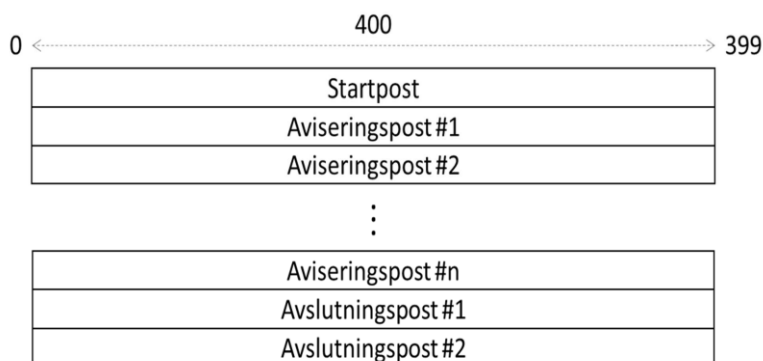 400
0 399
Startpost
Aviseringspost #1
Aviseringspost #2
⋮
Aviseringspost #n
Avslutningspost #1
Avslutningspost #2